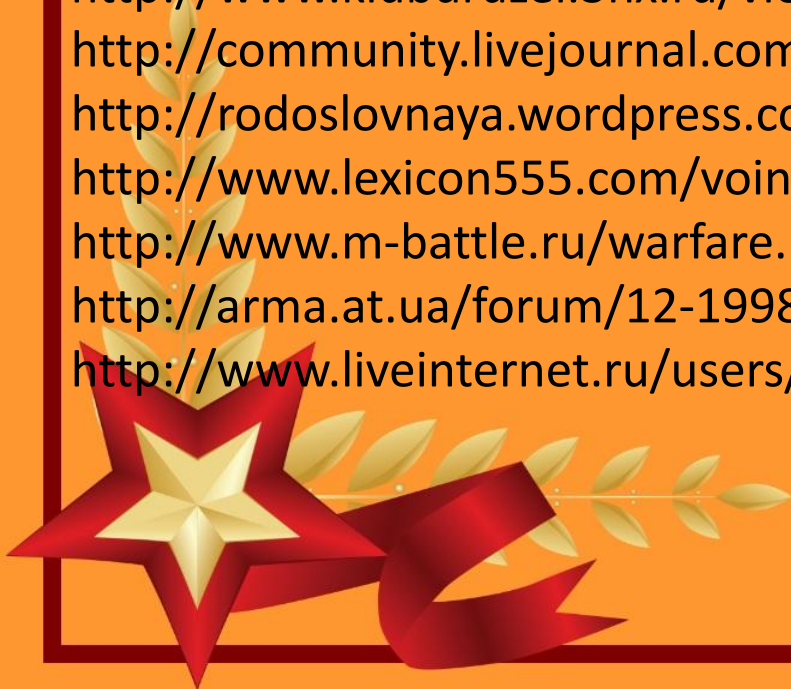 http://community.livejournal.com
http://rodoslovnaya.wordpress.co
http://www.lexicon555.com/voin
http://www.m-battle.ru/warfare.
http://arma.at.ua/forum/12-1998
http://www.liveinternet.ru/users/